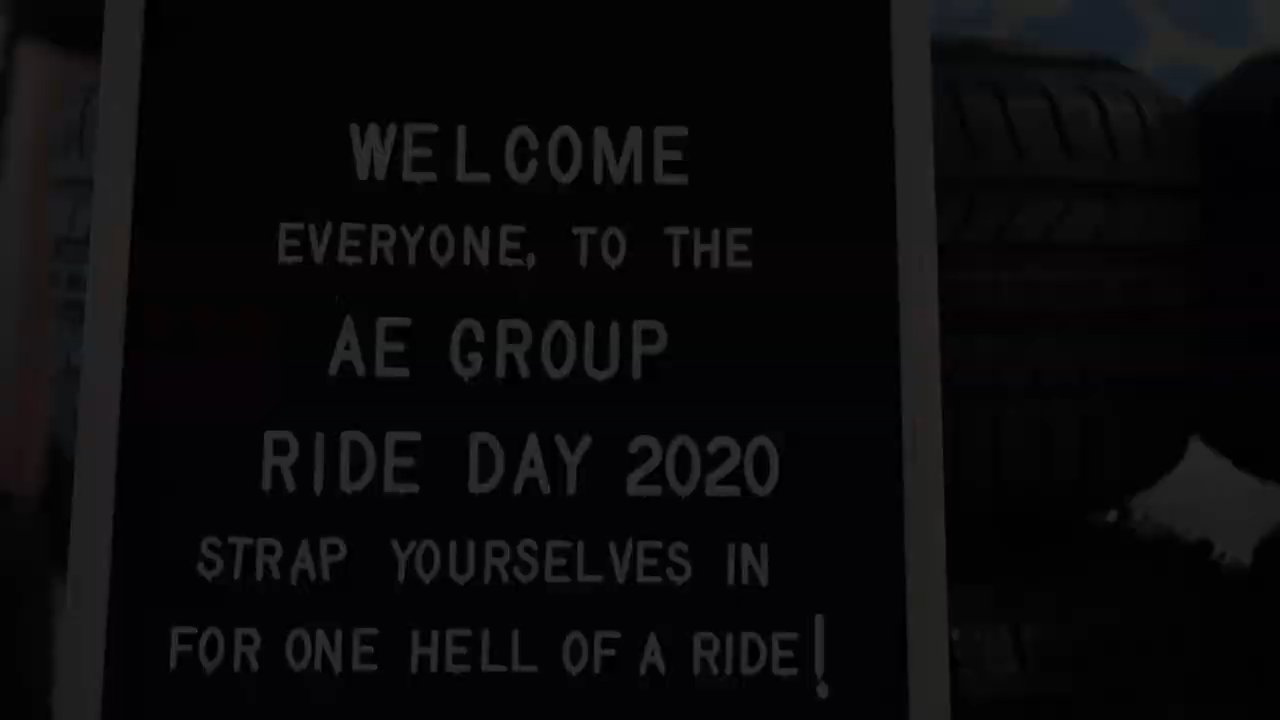 WELCOME
EVERYONE, TO THE
AE GROUP
RIDE DAY 2020
STRAP YOURSELVES IN
FOR ONE HELL OF A RIDE!